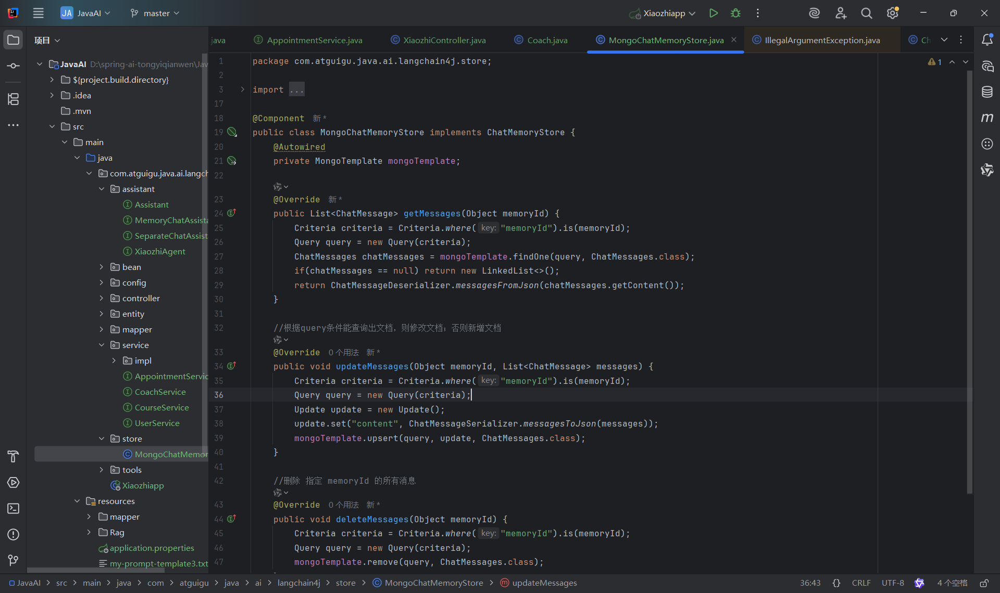 JA JavaAI master Xiaozhiapp
项目
java AppointmentService.java XiaozhiController.java Coach.java MongoChatMemoryStore.java IllegalArgumentException.java Ch
JavaAI D:\spring-ai-tongyiqianwen\Jav
${project.build.directory}
.idea
.mvn
src
main
java
com.atguigu.java.ai.langch
assistant
Assistant
MemoryChatAssista
SeparateChatAssist
XiaozhiAgent
bean
config
controller
entity
mapper
service
impl
AppointmentServic
CoachService
CourseService
UserService
store
MongoChatMemor
tools
Xiaozhiapp
resources
mapper
Rag
application.properties
my-prompt-template3.txt
1 package com.atguigu.java.ai.langchain4j.store;
1
2
3 import ...
17
18 @Component 新 *
19 public class MongoChatMemoryStore implements ChatMemoryStore {
20 @Autowired
21 private MongoTemplate mongoTemplate;
22
23 @Override 新 *
24 public List<ChatMessage> getMessages(Object memoryId) {
25 Criteria criteria = Criteria.where( key: "memoryId").is(memoryId);
26 Query query = new Query(criteria);
27 ChatMessages chatMessages = mongoTemplate.findOne(query, ChatMessages.class);
28 if(chatMessages == null) return new LinkedList<>();
29 return ChatMessageDeserializer.messagesFromJson(chatMessages.getContent());
30 }
31
32 //根据query条件能查询出文档，则修改文档；否则新增文档
33 @Override 0 个用法 新 *
34 public void updateMessages(Object memoryId, List<ChatMessage> messages) {
35 Criteria criteria = Criteria.where( key: "memoryId").is(memoryId);
36 Query query = new Query(criteria);
37 Update update = new Update();
38 update.set("content", ChatMessageSerializer.messagesToJson(messages));
39 mongoTemplate.upsert(query, update, ChatMessages.class);
40 }
41
42 //删除 指定 memoryId 的所有消息
43 @Override 0 个用法 新 *
44 public void deleteMessages(Object memoryId) {
45 Criteria criteria = Criteria.where( key: "memoryId").is(memoryId);
46 Query query = new Query(criteria);
47 mongoTemplate.remove(query, ChatMessages.class);
JavaAI > src > main > java > com > atguigu > java > ai > langchain4j > store > MongoChatMemoryStore > updateMessages 36:43 {} CRLF UTF-8 4 个空格